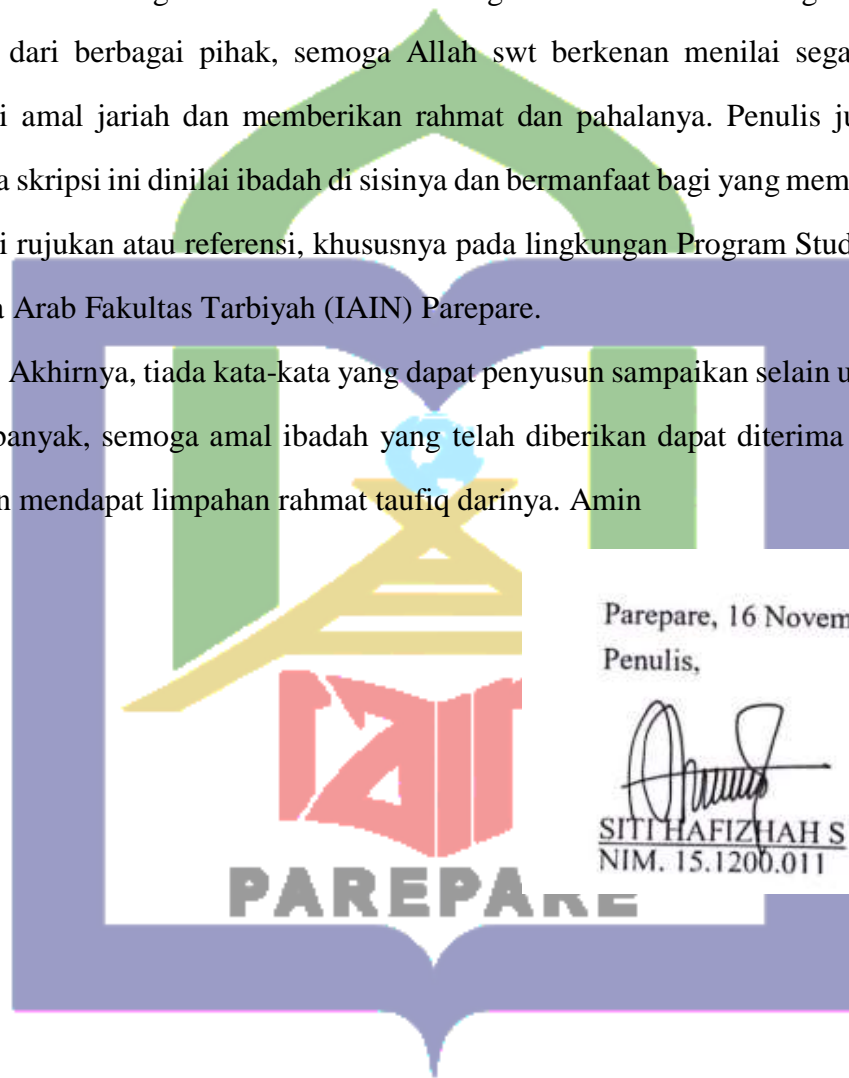 dari berbagai pihak, semoga Allah swt berkenan menilai sega
i amal jariah dan memberikan rahmat dan pahalanya. Penulis ju
a skripsi ini dinilai ibadah di sisinya dan bermanfaat bagi yang mem
i rujukan atau referensi, khususnya pada lingkungan Program Stud
a Arab Fakultas Tarbiyah (IAIN) Parepare.
Akhirnya, tiada kata-kata yang dapat penyusun sampaikan selain u
banyak, semoga amal ibadah yang telah diberikan dapat diterima
n mendapat limpahan rahmat taufiq darinya. Amin
Parepare, 16 Novem
Penulis,
SITI HAFIZHAH S
NIM. 15.1200.011
PAREPARE